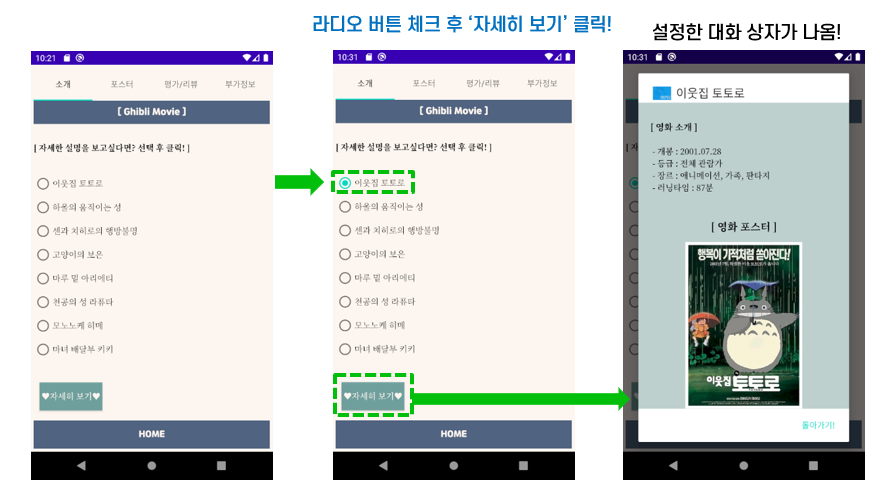 라디오 버튼 체크 후 ‘자세히 보기’ 클릭!
설정한 대화 상자가 나옴!
10:21
소개 포스터 평가/리뷰 부가정보
[ Ghibli Movie ]
[ 자세한 설명을 보고싶다면? 선택 후 클릭! ]
이웃집 토토로
하울의 움직이는 성
센과 치히로의 행방불명
고양이의 보은
마루 밑 아리에티
천공의 성 라퓨타
모노노케 히메
마녀 배달부 키키
♥자세히 보기♥
HOME
10:31
소개 포스터 평가/리뷰 부가정보
[ Ghibli Movie ]
[ 자세한 설명을 보고싶다면? 선택 후 클릭! ]
이웃집 토토로
하울의 움직이는 성
센과 치히로의 행방불명
고양이의 보은
마루 밑 아리에티
천공의 성 라퓨타
모노노케 히메
마녀 배달부 키키
♥자세히 보기♥
HOME
10:31
이웃집 토토로
[ 영화 소개 ]
- 개봉 : 2001.07.28
- 등급 : 전체 관람가
- 장르 : 애니메이션, 가족, 판타지
- 러닝타임 : 87분
[ 영화 포스터 ]
행복이 기적처럼 쏟아진다!
이웃집 토토로
돌아가기!